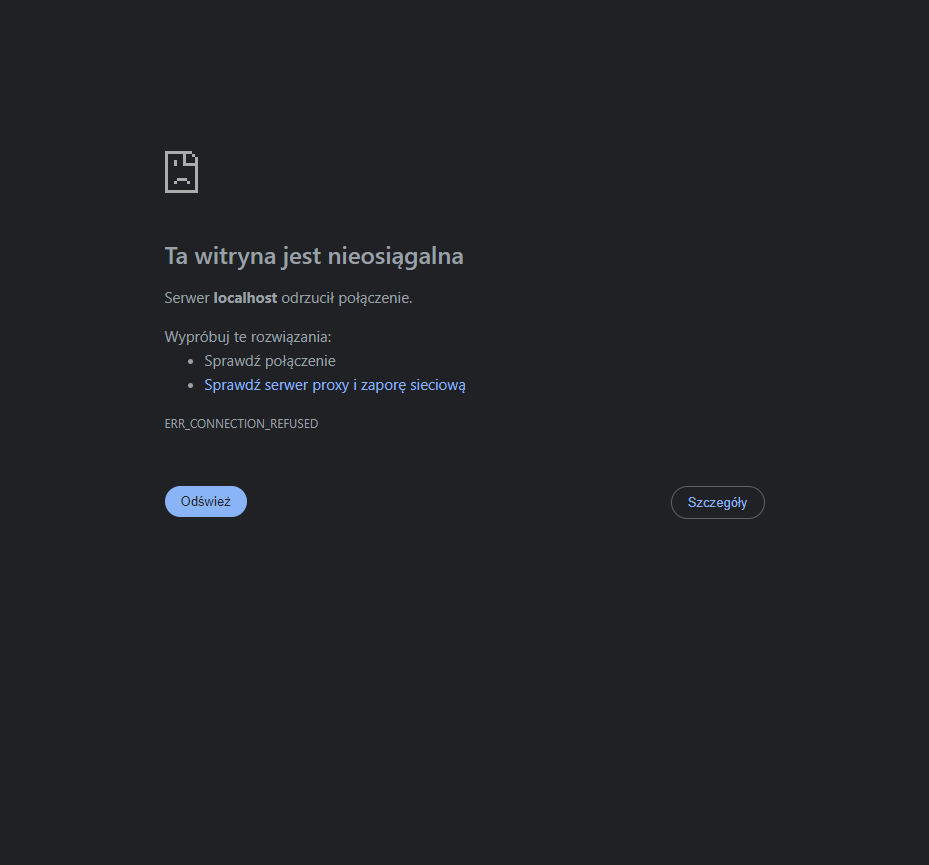 Ta witryna jest nieosiągalna
Serwer localhost odrzucił połączenie.
Wypróbuj te rozwiązania:
Sprawdź połączenie
Sprawdź serwer proxy i zaporę sieciową
ERR_CONNECTION_REFUSED
Odśwież
Szczegóły